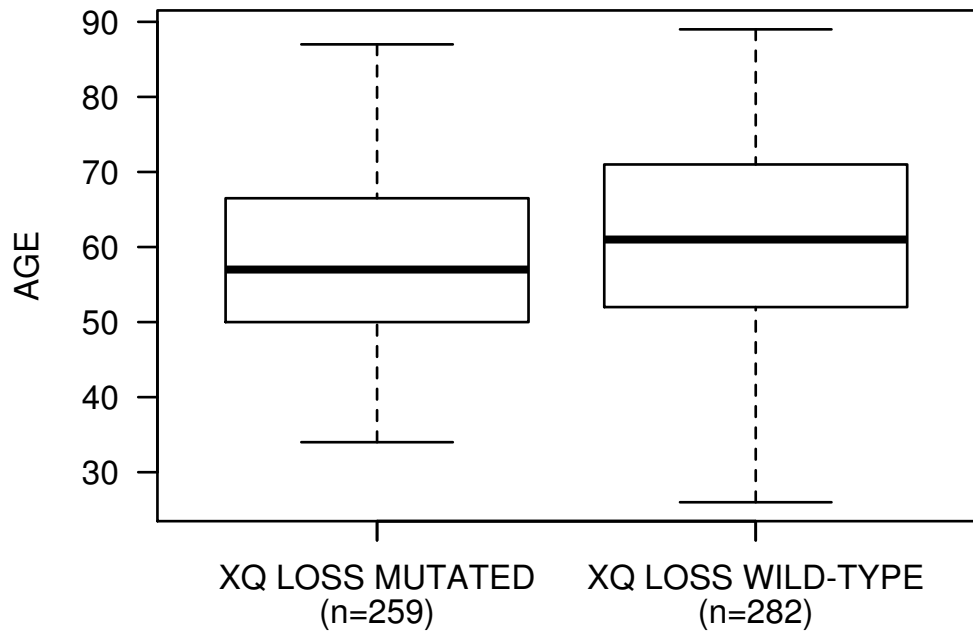 AGE
90
80
70
60
50
40
30
XQ LOSS MUTATED
(n=259)
XQ LOSS WILD-TYPE
(n=282)